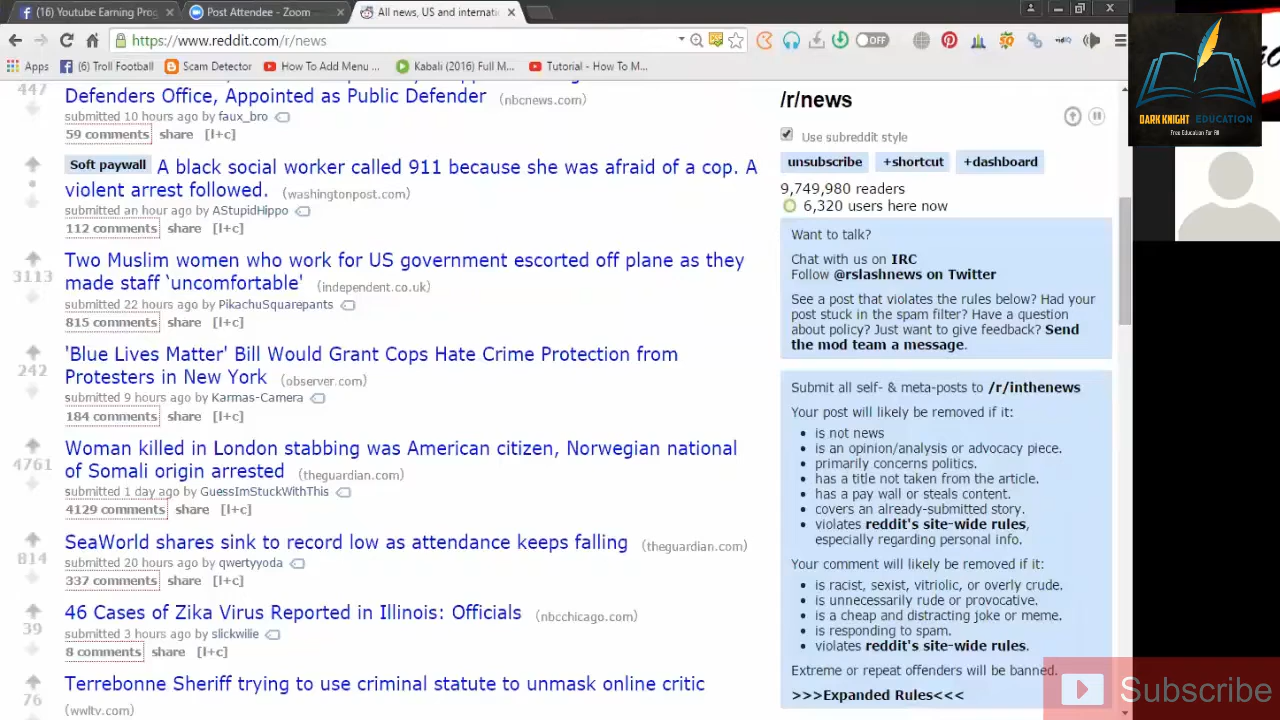 (16) Youtube Earning Prog
Post Attendee - Zoom
All news, US and internatio
https://www.reddit.com/r/news
OFF
Apps
(6) Troll Football
Scam Detector
How To Add Menu ...
Kabali (2016) Full M...
Tutorial - How To M...
447
Defenders Office, Appointed as Public Defender (nbcnews.com)
submitted 10 hours ago by faux_bro
59 comments share [l+c]
Soft paywall A black social worker called 911 because she was afraid of a cop. A
violent arrest followed. (washingtonpost.com)
submitted an hour ago by AStupidHippo
112 comments share [l+c]
3113
Two Muslim women who work for US government escorted off plane as they
made staff 'uncomfortable' (independent.co.uk)
submitted 22 hours ago by PikachuSquarepants
815 comments share [l+c]
242
'Blue Lives Matter' Bill Would Grant Cops Hate Crime Protection from
Protesters in New York (observer.com)
submitted 9 hours ago by Karmas-Camera
184 comments share [l+c]
4761
Woman killed in London stabbing was American citizen, Norwegian national
of Somali origin arrested (theguardian.com)
submitted 1 day ago by GuessImStuckWithThis
4129 comments share [l+c]
814
SeaWorld shares sink to record low as attendance keeps falling (theguardian.com)
submitted 20 hours ago by qwertyyoda
337 comments share [l+c]
39
46 Cases of Zika Virus Reported in Illinois: Officials (nbcchicago.com)
submitted 3 hours ago by slickwilie
8 comments share [l+c]
76
Terrebonne Sheriff trying to use criminal statute to unmask online critic
(wwltv.com)
/r/news
Use subreddit style
unsubscribe +shortcut +dashboard
9,749,980 readers
6,320 users here now
Want to talk?
Chat with us on IRC
Follow @rslashnews on Twitter
See a post that violates the rules below? Had your
post stuck in the spam filter? Have a question
about policy? Just want to give feedback? Send
the mod team a message.
Submit all self- & meta-posts to /r/inthenews
Your post will likely be removed if it:
is not news
is an opinion/analysis or advocacy piece.
primarily concerns politics.
has a title not taken from the article.
has a pay wall or steals content.
covers an already-submitted story.
violates reddit's site-wide rules,
especially regarding personal info.
Your comment will likely be removed if it:
is racist, sexist, vitriolic, or overly crude.
is unnecessarily rude or provocative.
is a cheap and distracting joke or meme.
is responding to spam.
violates reddit's site-wide rules.
Extreme or repeat offenders will be banned.
>>>Expanded Rules<<<
DARK KNIGHT EDUCATION
Free Education for All
Subscribe